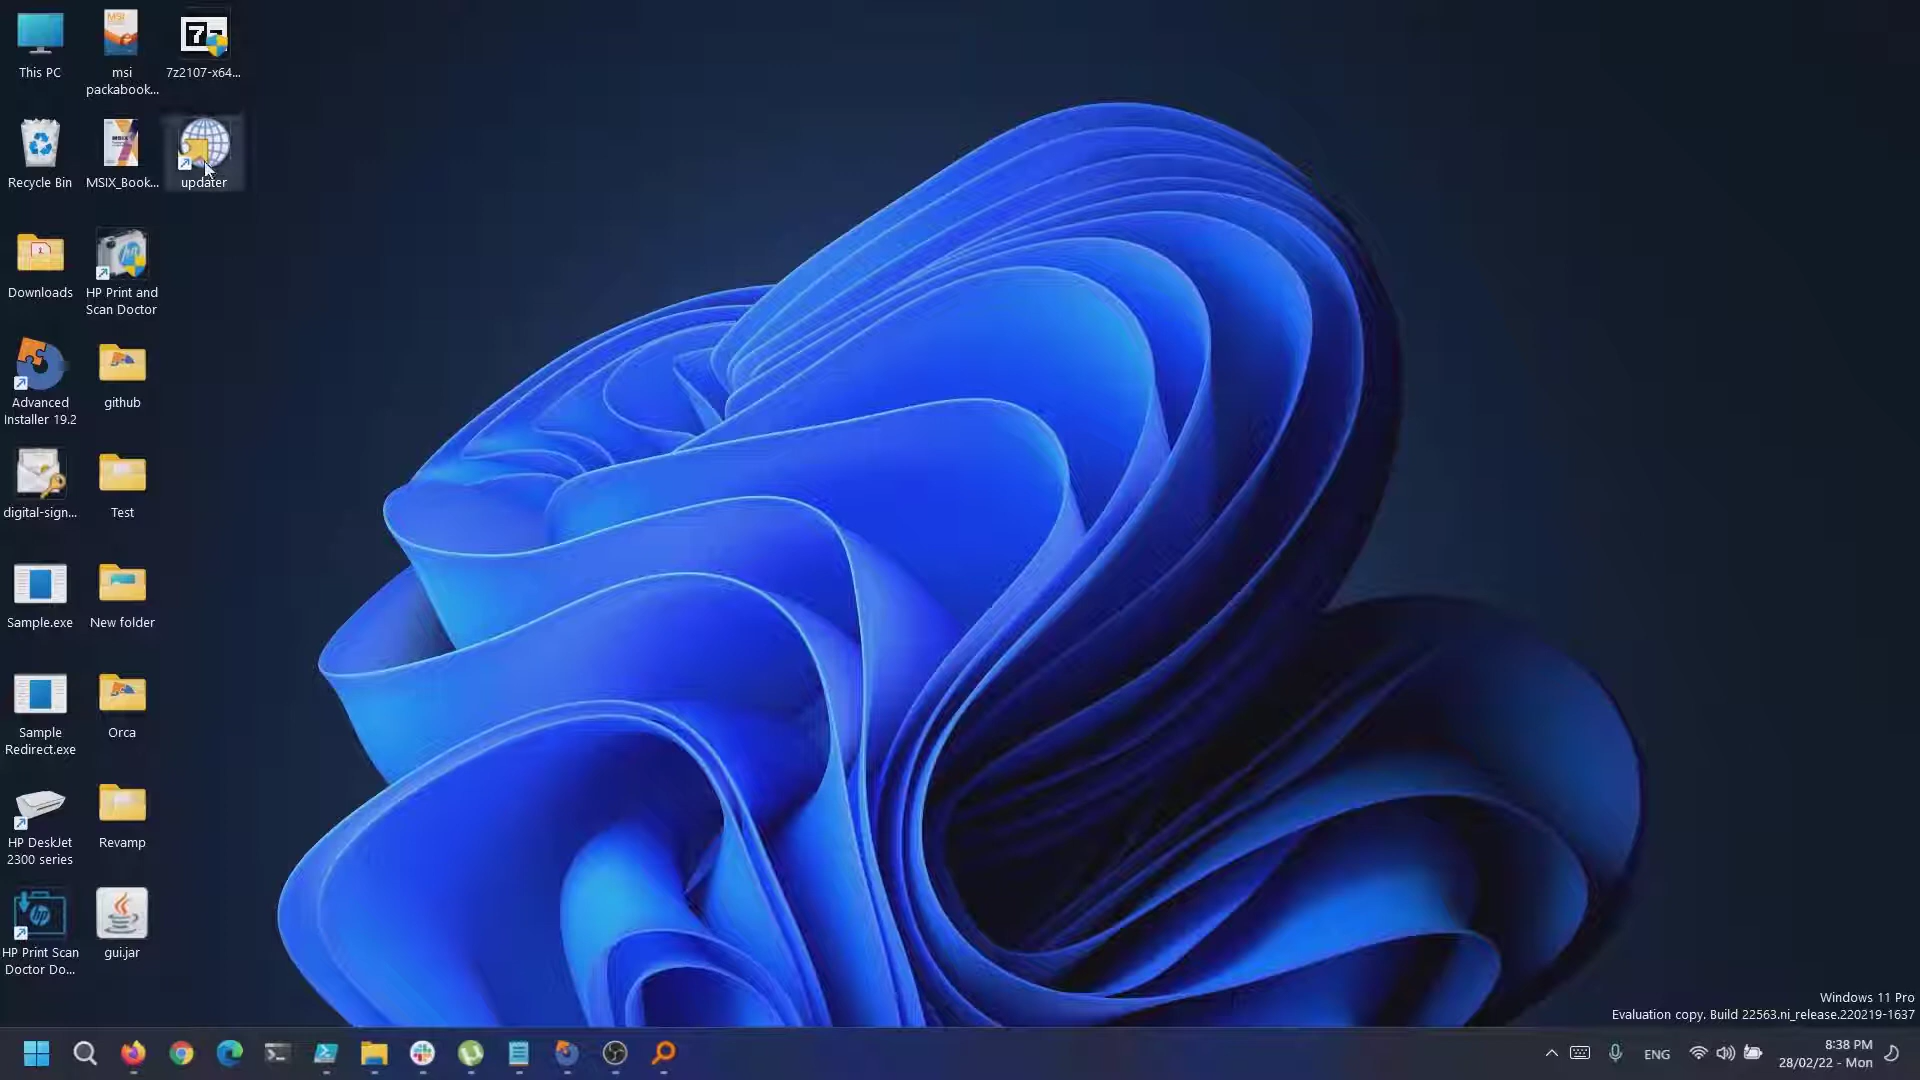 This PC
msi
packabook...
7z2107-x64...
Recycle Bin
MSIX_Book...
updater
Downloads
HP Print and
Scan Doctor
Advanced
Installer 19.2
github
digital-sign...
Test
Sample.exe
New folder
Sample
Redirect.exe
Orca
HP DeskJet
2300 series
Revamp
HP Print Scan
Doctor Do...
gui.jar
Windows 11 Pro
Evaluation copy. Build 22563.ni_release.220219-1637
ENG
8:38 PM
28/02/22 - Mon